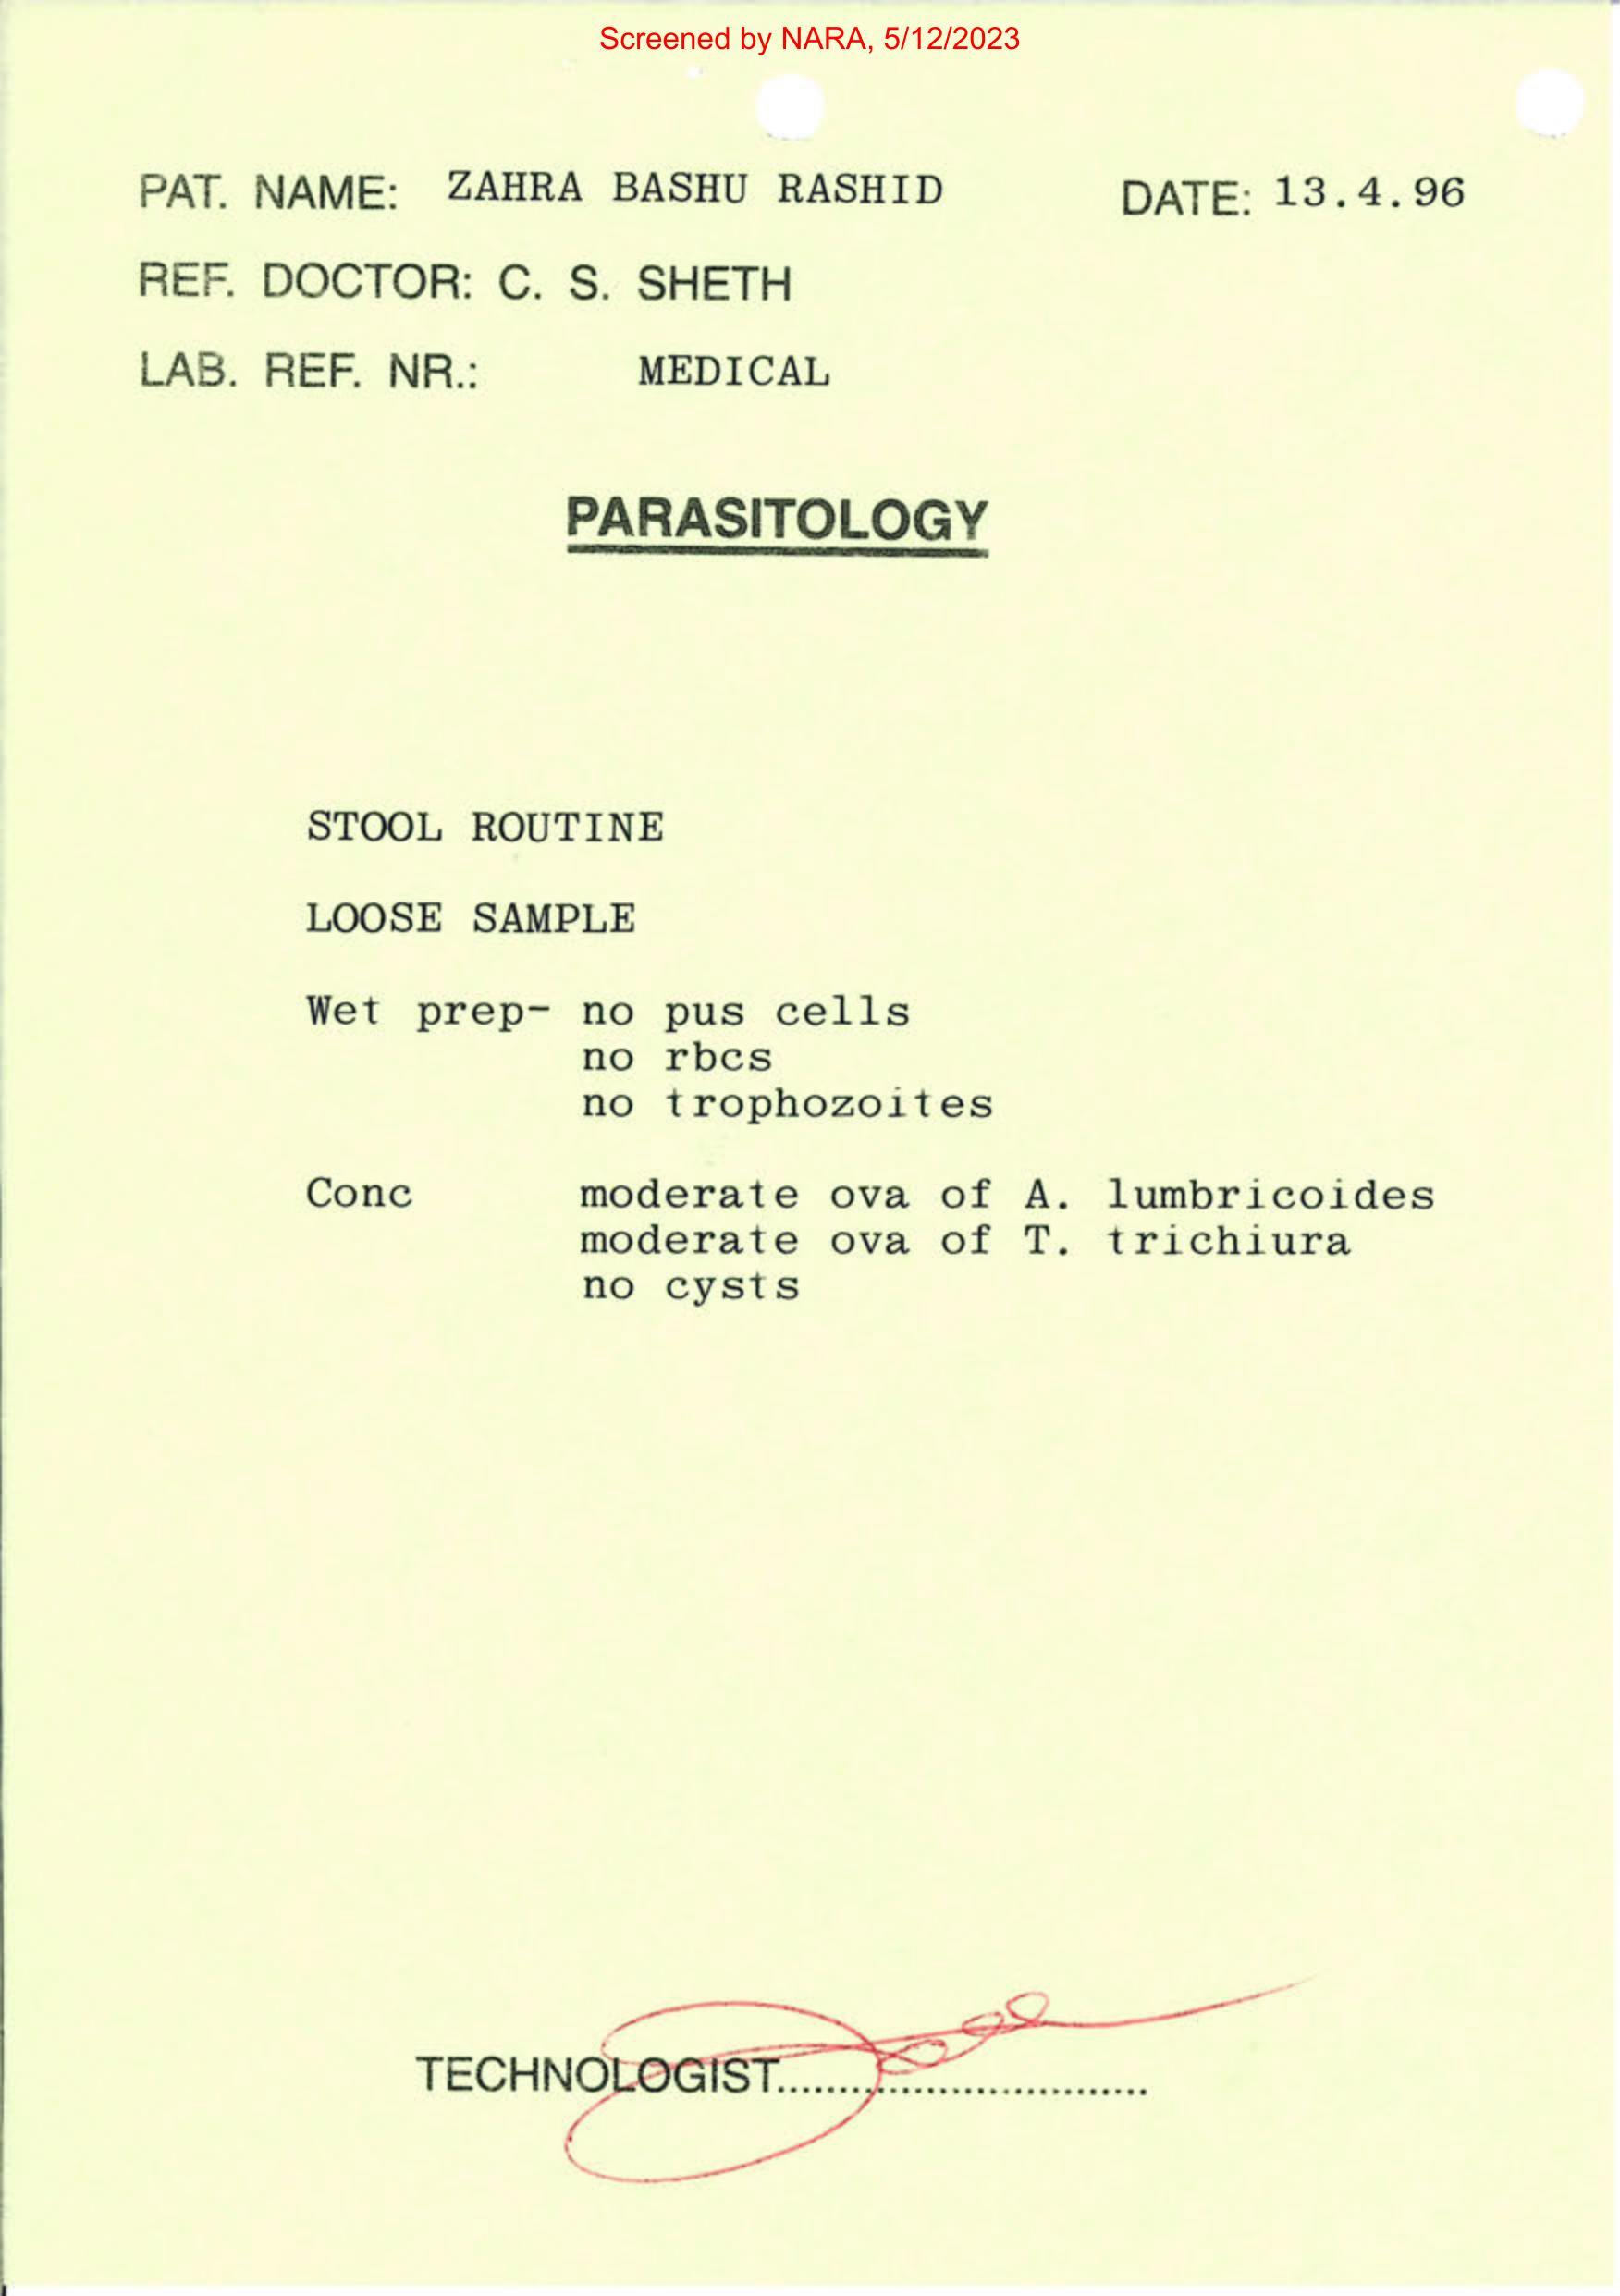 Screened by NARA, 5/12/2023
PAT. NAME: ZAHRA BASHU RASHID DATE: 13.4.96
REF. DOCTOR: C. S. SHETH
LAB. REF. NR.: MEDICAL
PARASITOLOGY
STOOL ROUTINE
LOOSE SAMPLE
Wet prep- no pus cells
no rbcs
no trophozoites
Conc moderate ova of A. lumbricoides
moderate ova of T. trichiura
no cysts
TECHNOLOGIST..............................